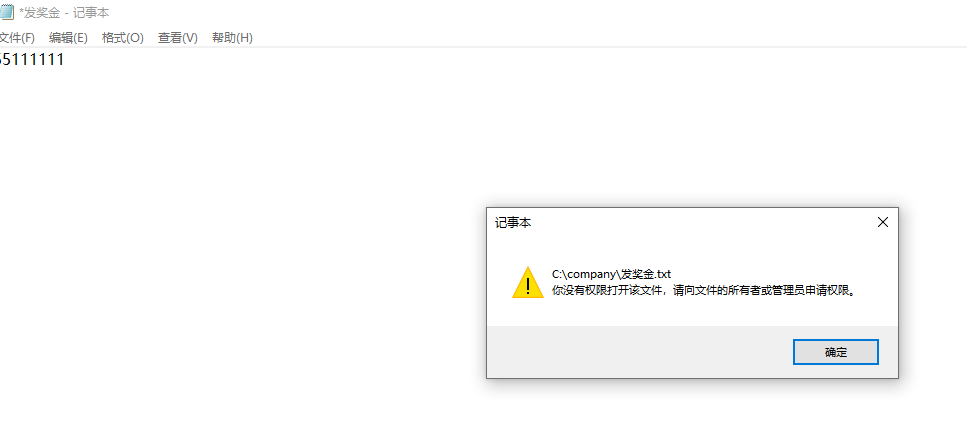 *发奖金 - 记事本
文件(F) 编辑(E) 格式(O) 查看(V) 帮助(H)
55111111
记事本
C:\company\发奖金.txt
你没有权限打开该文件，请向文件的所有者或管理员申请权限。
确定